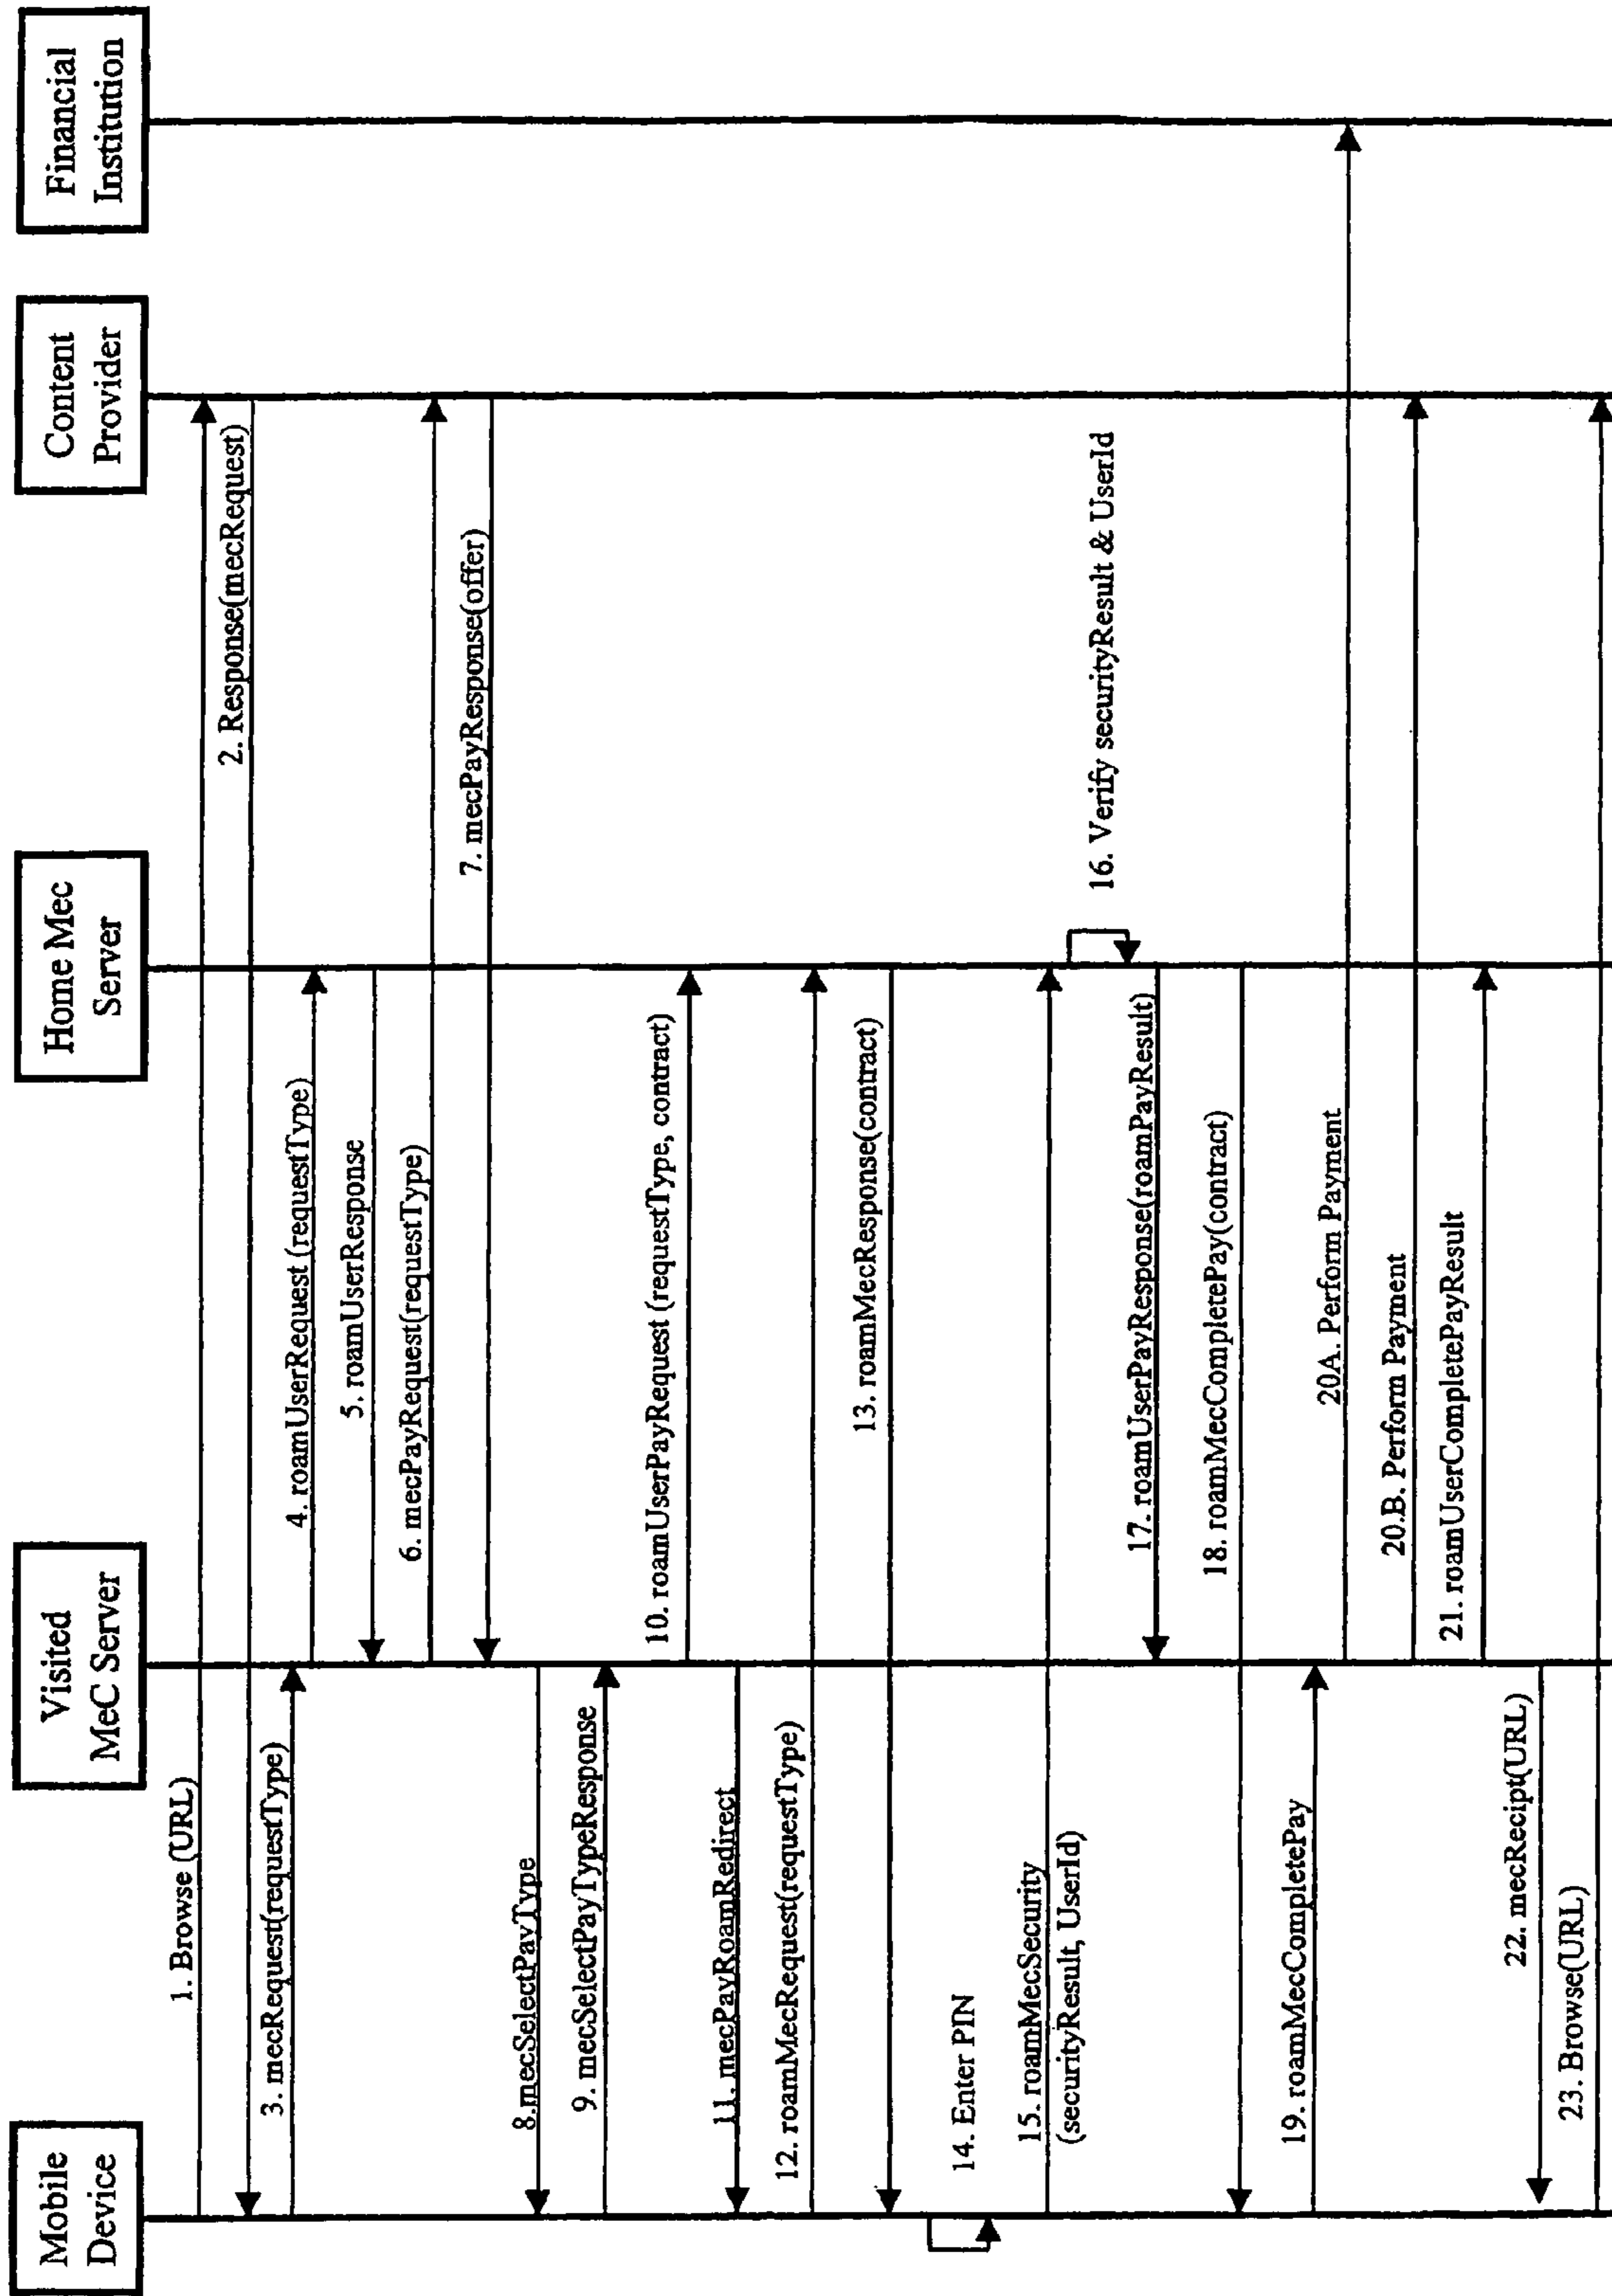 Mobile
Device
Visited
MeC Server
Home Mec
Server
Content
Provider
Financial
Institution
1. Browse (URL)
2. Response(mecRequest)
3. mecRequest(requestType)
4. roamUserRequest (requestType)
5. roamUserResponse
6. mecPayRequest(requestType)
7. mecPayResponse(offer)
8.mecSelectPayType
9. mecSelectPayTypeResponse
10. roamUserPayRequest (requestType, contract)
11. mecPayRoamRedirect
12. roamMecRequest(requestType)
13. roamMecResponse(contract)
14. Enter PIN
15. roamMecSecurity
(securityResult, UserId)
16. Verify securityResult & UserId
17. roamUserPayResponse(roamPayResult)
18. roamMecCompletePay(contract)
19. roamMecCompletePay
20A. Perform Payment
20.B. Perform Payment
21. roamUserCompletePayResult
22. mecRecipt(URL)
23. Browse(URL)